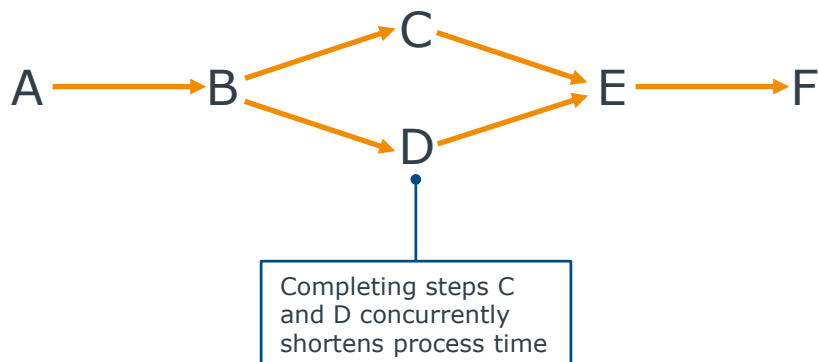 A
B
C
D
E
F
Completing steps C
and D concurrently
shortens process time